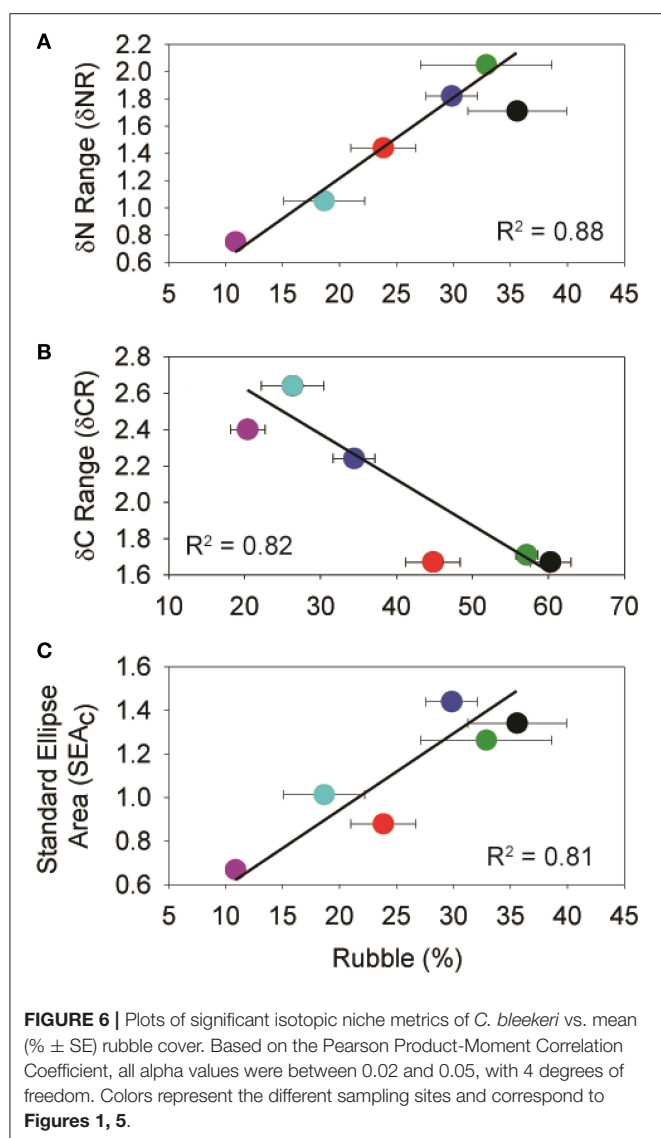 A
δN Range (δNR)
2.2
2.0
1.8
1.6
1.4
1.2
1.0
0.8
0.6
R² = 0.88
5 10 15 20 25 30 35 40 45
B
δC Range (δCR)
2.8
2.6
2.4
2.2
2.0
1.8
1.6
R² = 0.82
10 20 30 40 50 60 70
C
Standard Ellipse
Area (SEAc)
1.6
1.4
1.2
1.0
0.8
0.6
R² = 0.81
5 10 15 20 25 30 35 40 45
Rubble (%)
FIGURE 6 | Plots of significant isotopic niche metrics of C. bleekeri vs. mean
(% ± SE) rubble cover. Based on the Pearson Product-Moment Correlation
Coefficient, all alpha values were between 0.02 and 0.05, with 4 degrees of
freedom. Colors represent the different sampling sites and correspond to
Figures 1, 5.